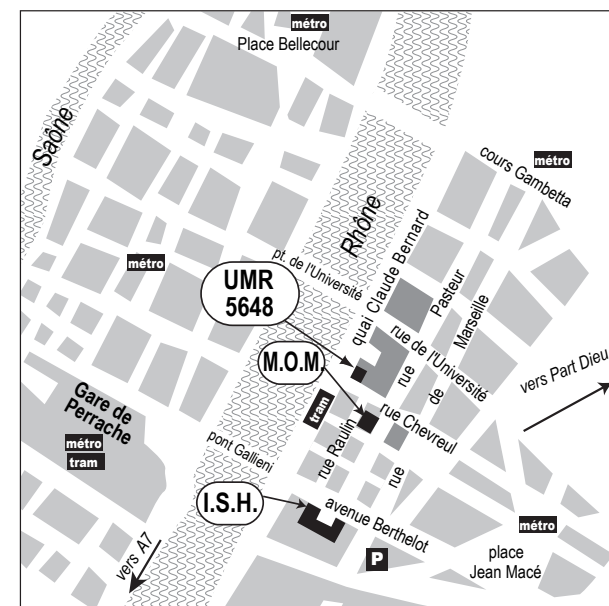 métro
Place Bellecour
Saône
Rhône
cours Gambetta
métro
métro
pt. de l'Université
quai Claude Bernard
UMR
5648
Pasteur
Marseille
rue de l'Université
M.O.M.
rue
de
vers Part Dieu
Gare de
Perrache
métro
tram
tram
rue Raulin
rue Chevreul
pont Gallieni
rue
I.S.H.
avenue Berthelot
métro
place
Jean Macé
P
vers A7